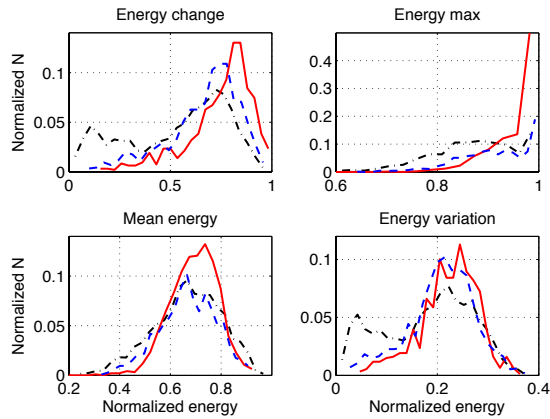 Energy change
Energy max
Normalized N
0.1
0.05
0
0 0.5 1
0.4
0.3
0.2
0.1
0
0.6 0.8 1
Mean energy
Energy variation
Normalized N
0.1
0.05
0
0.2 0.4 0.6 0.8
Normalized energy
0.1
0.05
0
0 0.2 0.4
Normalized energy